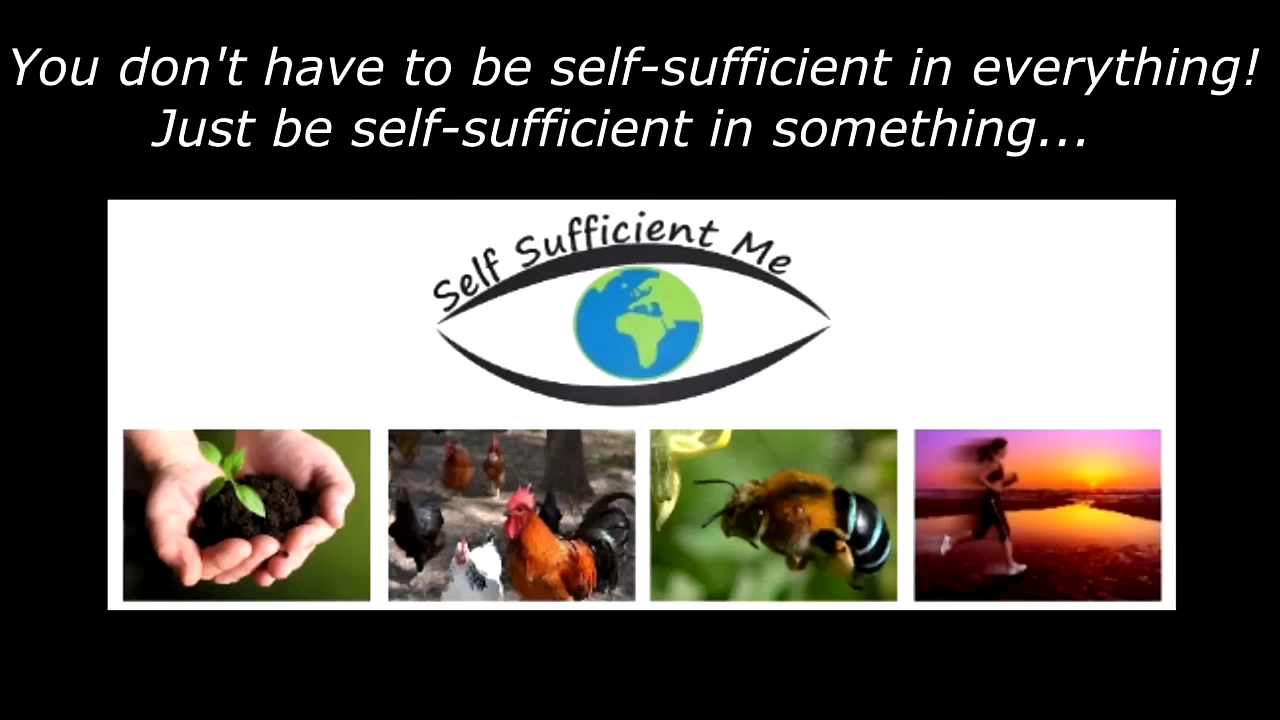 You don't have to be self-sufficient in everything!
Just be self-sufficient in something...
Self Sufficient Me